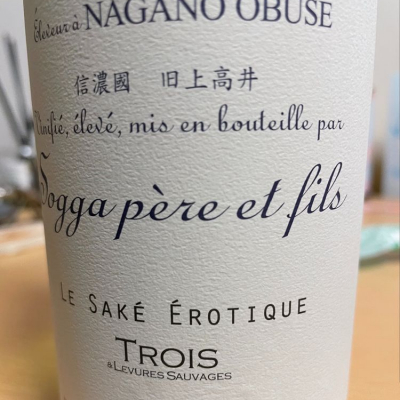 Éleveur à NAGANO OBUSE
信濃國 旧上高井
Vinifié, élevé, mis en bouteille par
Sogga père et fils
LE SAKÉ ÉROTIQUE
TROIS
à LEVURES SAUVAGES